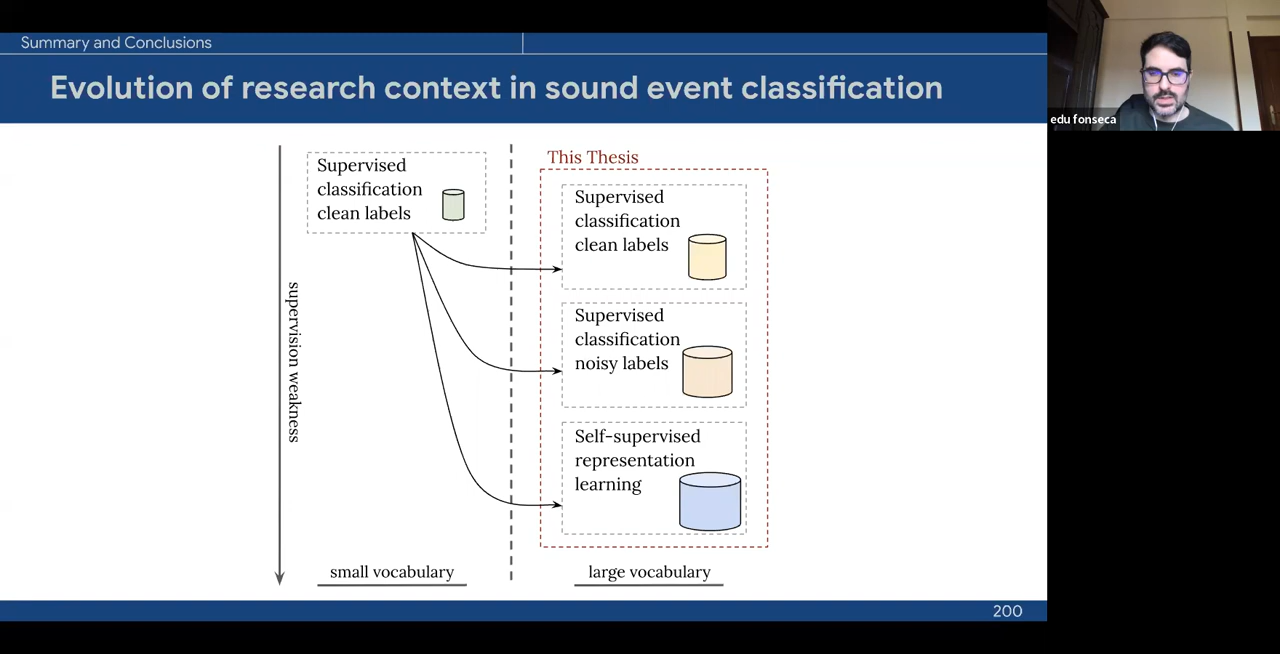 Summary and Conclusions
Evolution of research context in sound event classification
edu fonseca
supervision weakness
Supervised
classification
clean labels
This Thesis
Supervised
classification
clean labels
Supervised
classification
noisy labels
Self-supervised
representation
learning
small vocabulary
large vocabulary
200